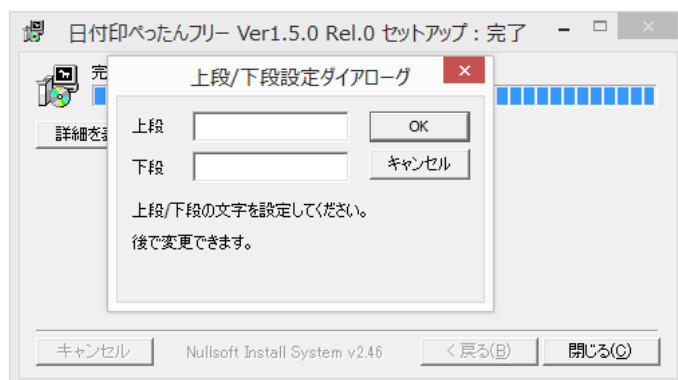 日付印ぺったんフリー Ver1.5.0 Rel.0 セットアップ : 完了
完
詳細を
上段/下段設定ダイアローグ
上段
OK
下段
キャンセル
上段/下段の文字を設定してください。
後で変更できます。
キャンセル
Nullsoft Install System v2.46
< 戻る(B)
閉じる(C)